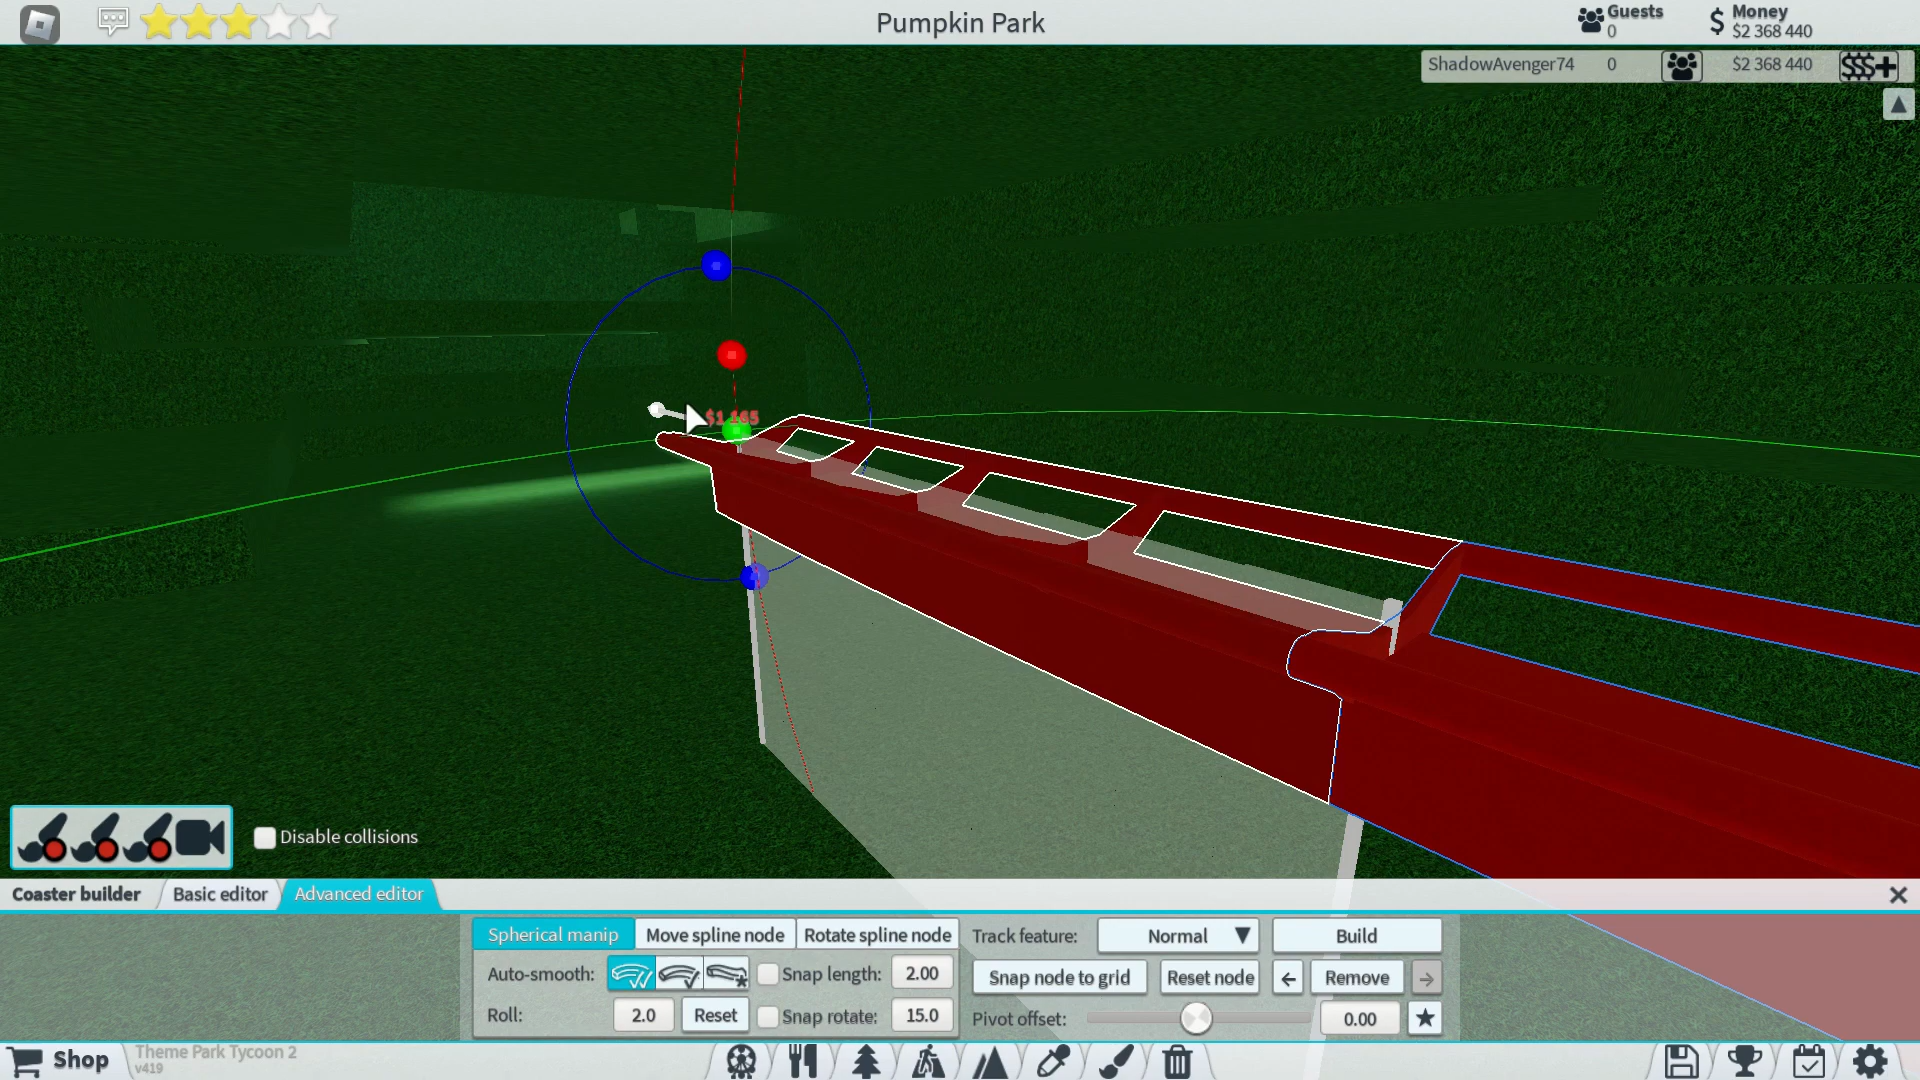 Pumpkin Park
Guests
0
$ Money
$2 368 440
ShadowAvenger74 0 $2 368 440 $$$+
$1 165
Disable collisions
Coaster builder Basic editor Advanced editor
Spherical manip Move spline node Rotate spline node Track feature: Normal Build
Auto-smooth: Snap length: 2.00 Snap node to grid Reset node Remove
Roll: 2.0 Reset Snap rotate: 15.0 Pivot offset: 0.00
Shop Theme Park Tycoon 2
v419